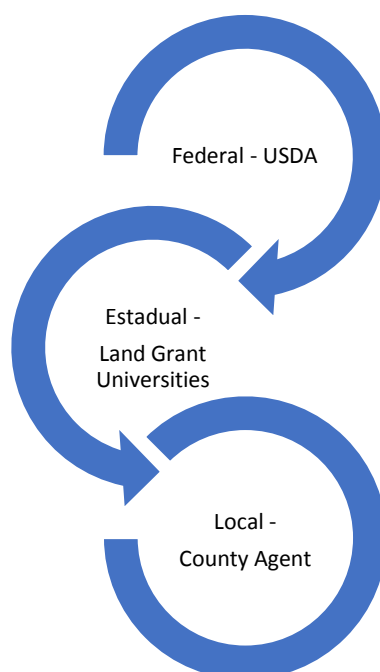 Federal - USDA
Estadual -
Land Grant
Universities
Local -
County Agent